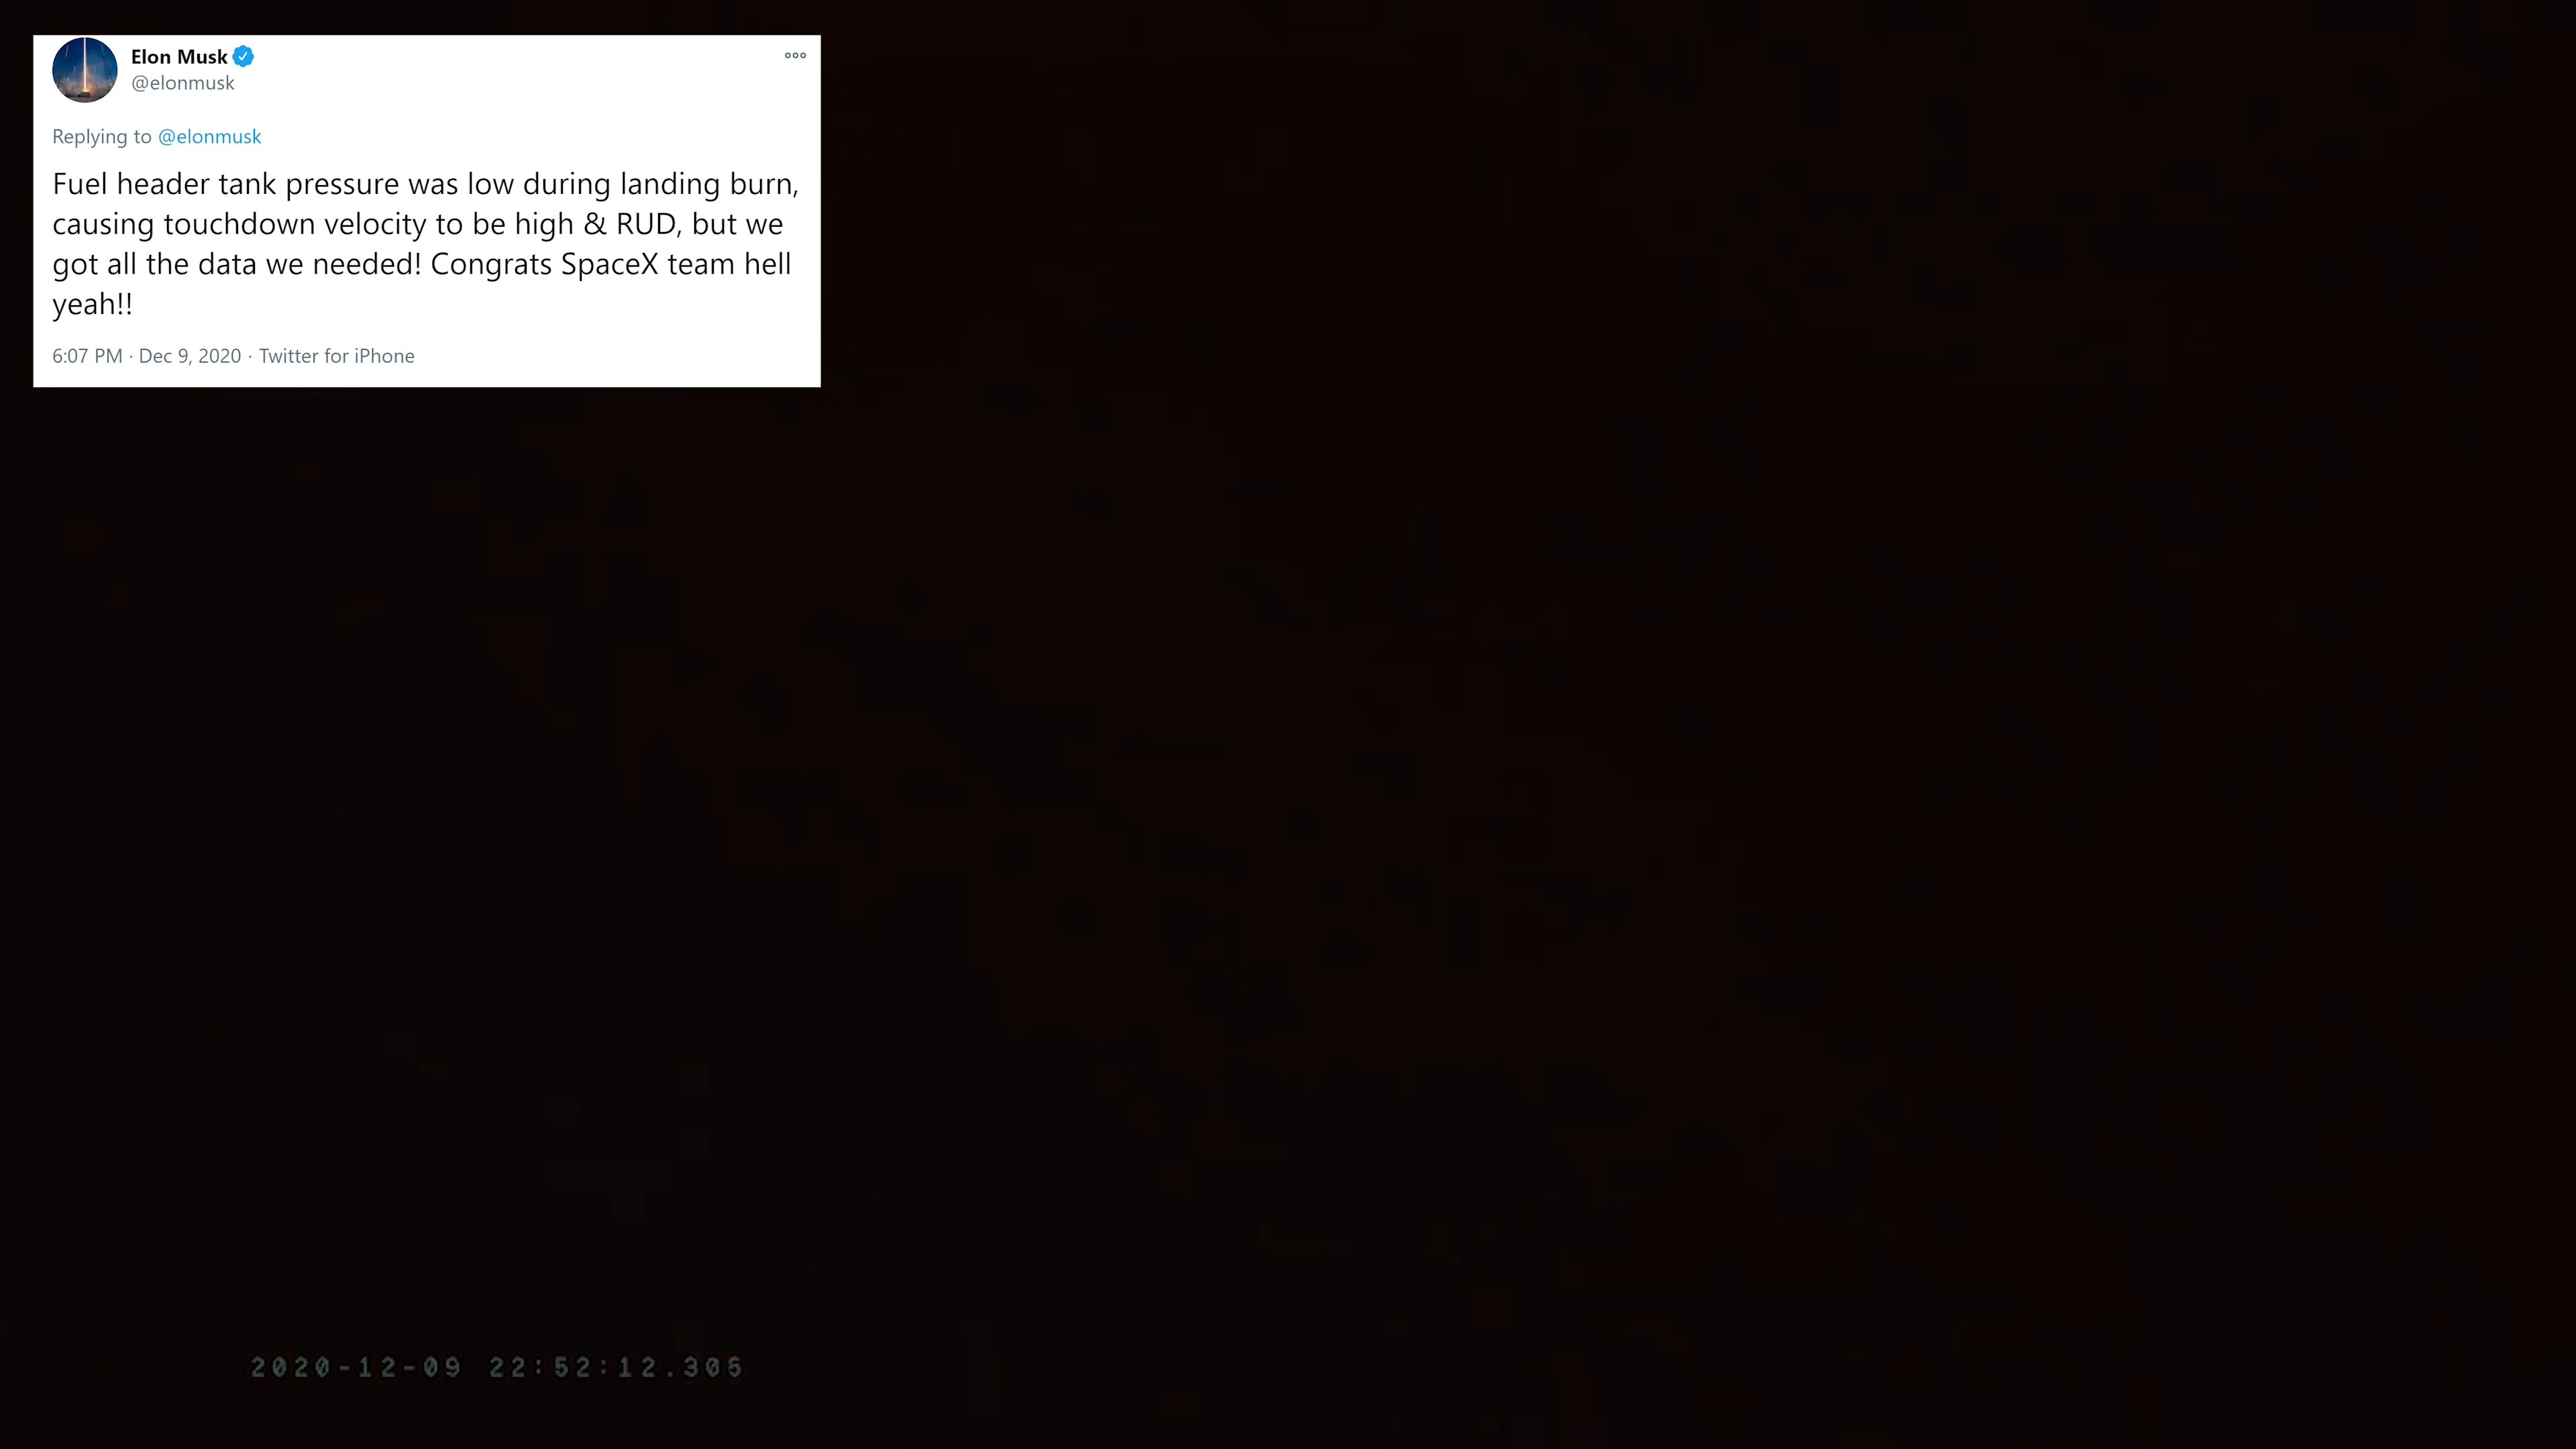 Elon Musk
@elonmusk
Replying to @elonmusk
Fuel header tank pressure was low during landing burn,
causing touchdown velocity to be high & RUD, but we
got all the data we needed! Congrats SpaceX team hell
yeah!!
6:07 PM · Dec 9, 2020 · Twitter for iPhone
2020-12-09 22:52:12.305